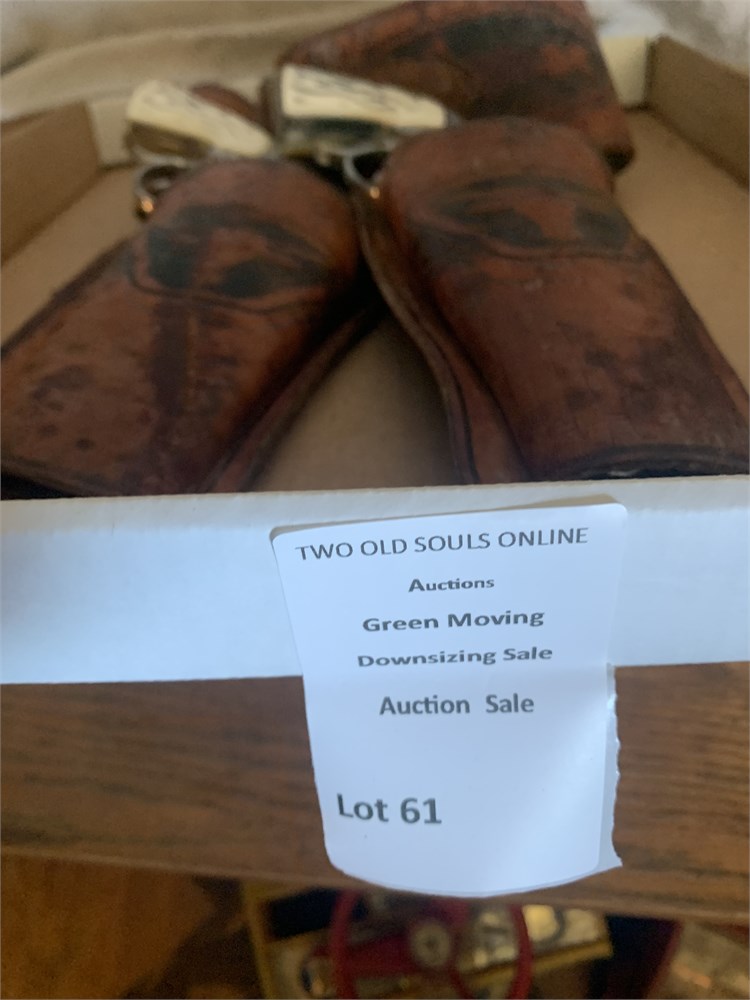 TWO OLD SOULS ONLINE
Auctions
Green Moving
Downsizing Sale
Auction Sale
Lot 61